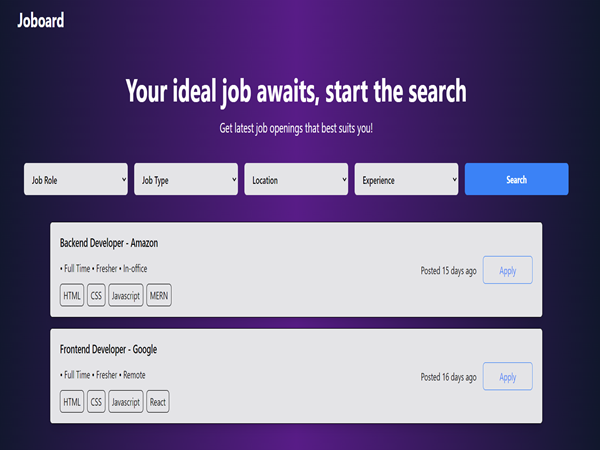 Joboard
Your ideal job awaits, start the search
Get latest job openings that best suits you!
Job Role Job Type Location Experience Search
Backend Developer - Amazon
• Full Time • Fresher • In-office
Posted 15 days ago Apply
HTML CSS Javascript MERN
Frontend Developer - Google
• Full Time • Fresher • Remote
Posted 16 days ago Apply
HTML CSS Javascript React